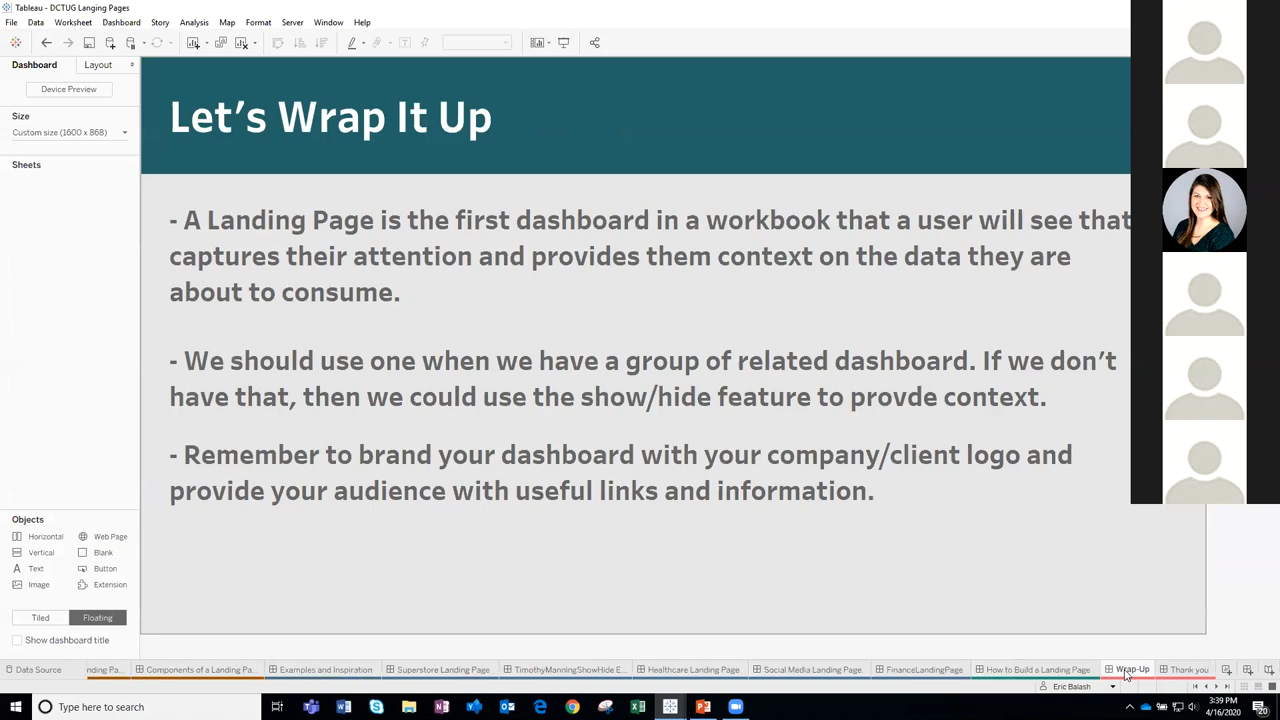 Tableau - DCTUG Langing Pages
File Data Worksheet Dashboard Story Analysis Map Format Server Window Help
Dashboard Layout
Device Preview
Size
Custom size (1600 x 868)
Sheets
Let's Wrap It Up
- A Landing Page is the first dashboard in a workbook that a user will see that
captures their attention and provides them context on the data they are
about to consume.
- We should use one when we have a group of related dashboard. If we don't
have that, then we could use the show/hide feature to provde context.
- Remember to brand your dashboard with your company/client logo and
provide your audience with useful links and information.
Objects
Horizontal Web Page
Vertical Blank
Text Button
Image Extension
Tiled Floating
Show dashboard title
Data Source nding Pa... Components of a Landing Pa... Examples and Inspiration Superstore Landing Page TimothyManningShowHide E... Healthcare Landing Page Social Media Landing Page FinanceLandingPage How to Build a Landing Page Wrap-Up Thank you
Eric Balash
Type here to search
3:39 PM
4/16/2020
20